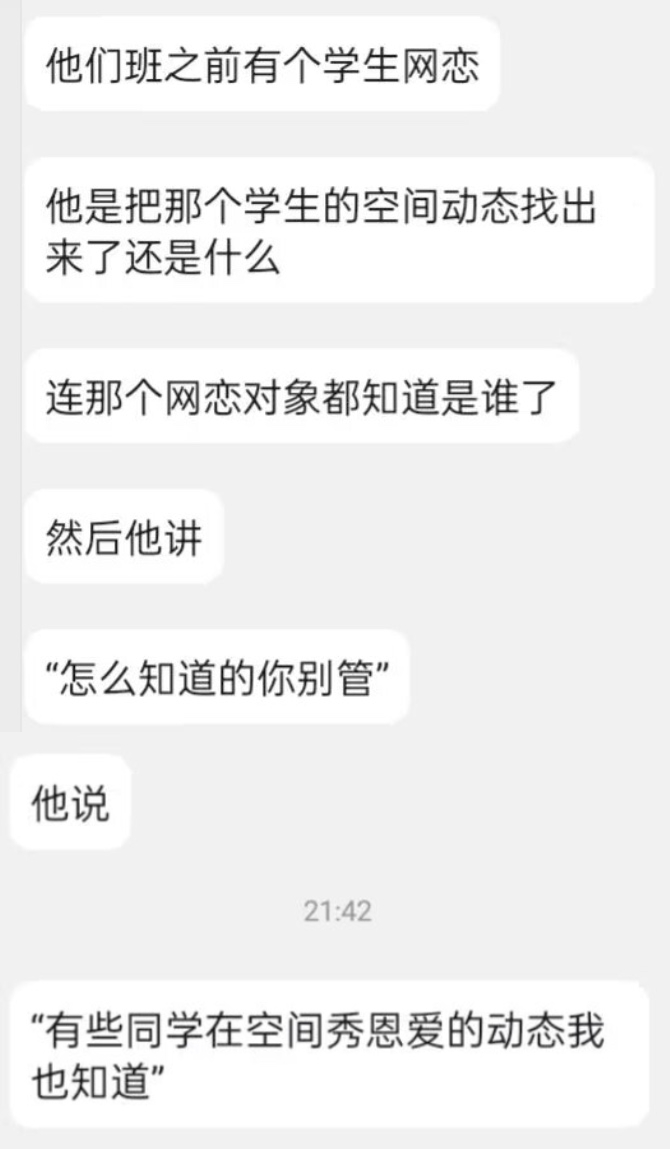 他们班之前有个学生网恋
他是把那个学生的空间动态找出
来了还是什么
连那个网恋对象都知道是谁了
然后他讲
“怎么知道的你别管”
他说
21:42
“有些同学在空间秀恩爱的动态我
也知道”